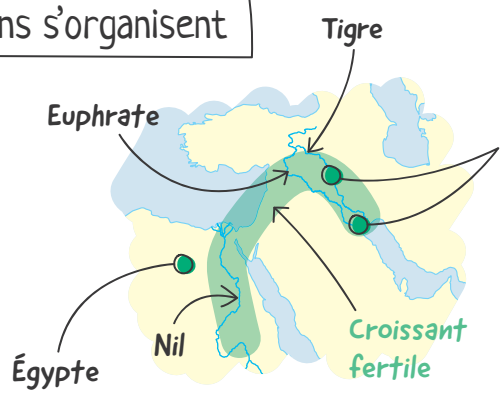 ns s'organisent
Tigre
Euphrate
Croissant
fertile
Nil
Égypte